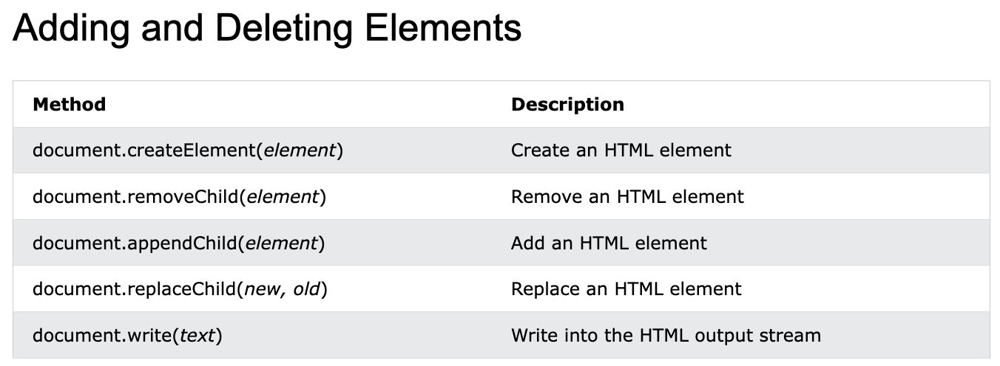 Adding and Deleting Elements
Method Description
document.createElement(element) Create an HTML element
document.removeChild(element) Remove an HTML element
document.appendChild(element) Add an HTML element
document.replaceChild(new, old) Replace an HTML element
document.write(text) Write into the HTML output stream